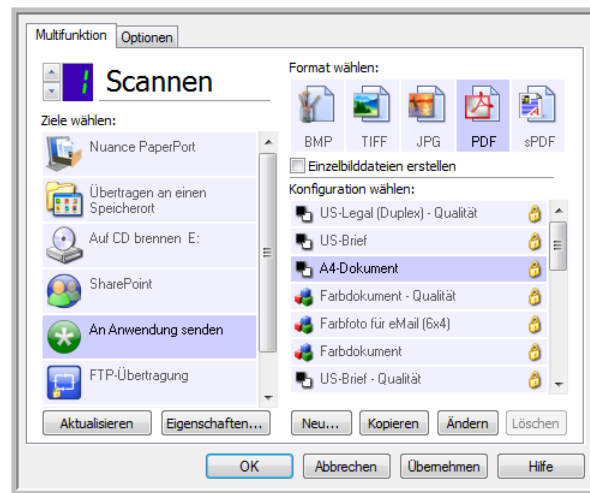 Multifunktion
Optionen
1
Scannen
Ziele wählen:
Nuance PaperPort
Übertragen an einen
Speicherort
Auf CD brennen E:
SharePoint
An Anwendung senden
FTP-Übertragung
Aktualisieren
Eigenschaften...
Format wählen:
BMP
TIFF
JPG
PDF
sPDF
Einzelbilddateien erstellen
Konfiguration wählen:
US-Legal (Duplex) - Qualität
US-Brief
A4-Dokument
Farbdokument - Qualität
Farbfoto für eMail (6x4)
Farbdokument
US-Brief - Qualität
Neu...
Kopieren
Ändern
Löschen
OK
Abbrechen
Übernehmen
Hilfe